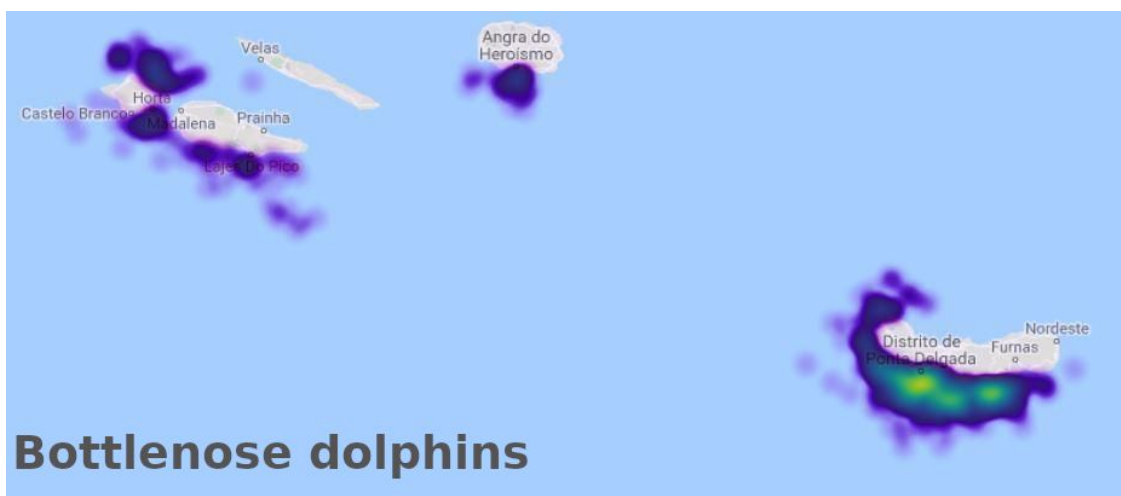 Angra do
Heroísmo
Velas
Horta
Castelo Branco
Madalena
Prainha
Lajes Do Pico
Nordeste
Distrito de
Ponta Delgada
Furnas
Bottlenose dolphins